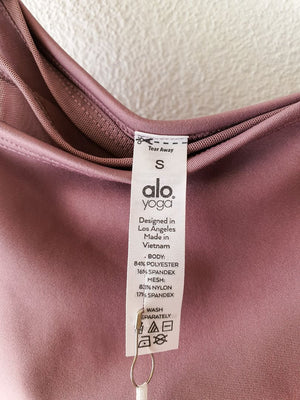 Tear Away
S
alo®
yoga
Designed in
Los Angeles
Made in
Vietnam
BODY:
84% POLYESTER
16% SPANDEX
MESH:
83% NYLON
17% SPANDEX
WASH
SEPARATELY